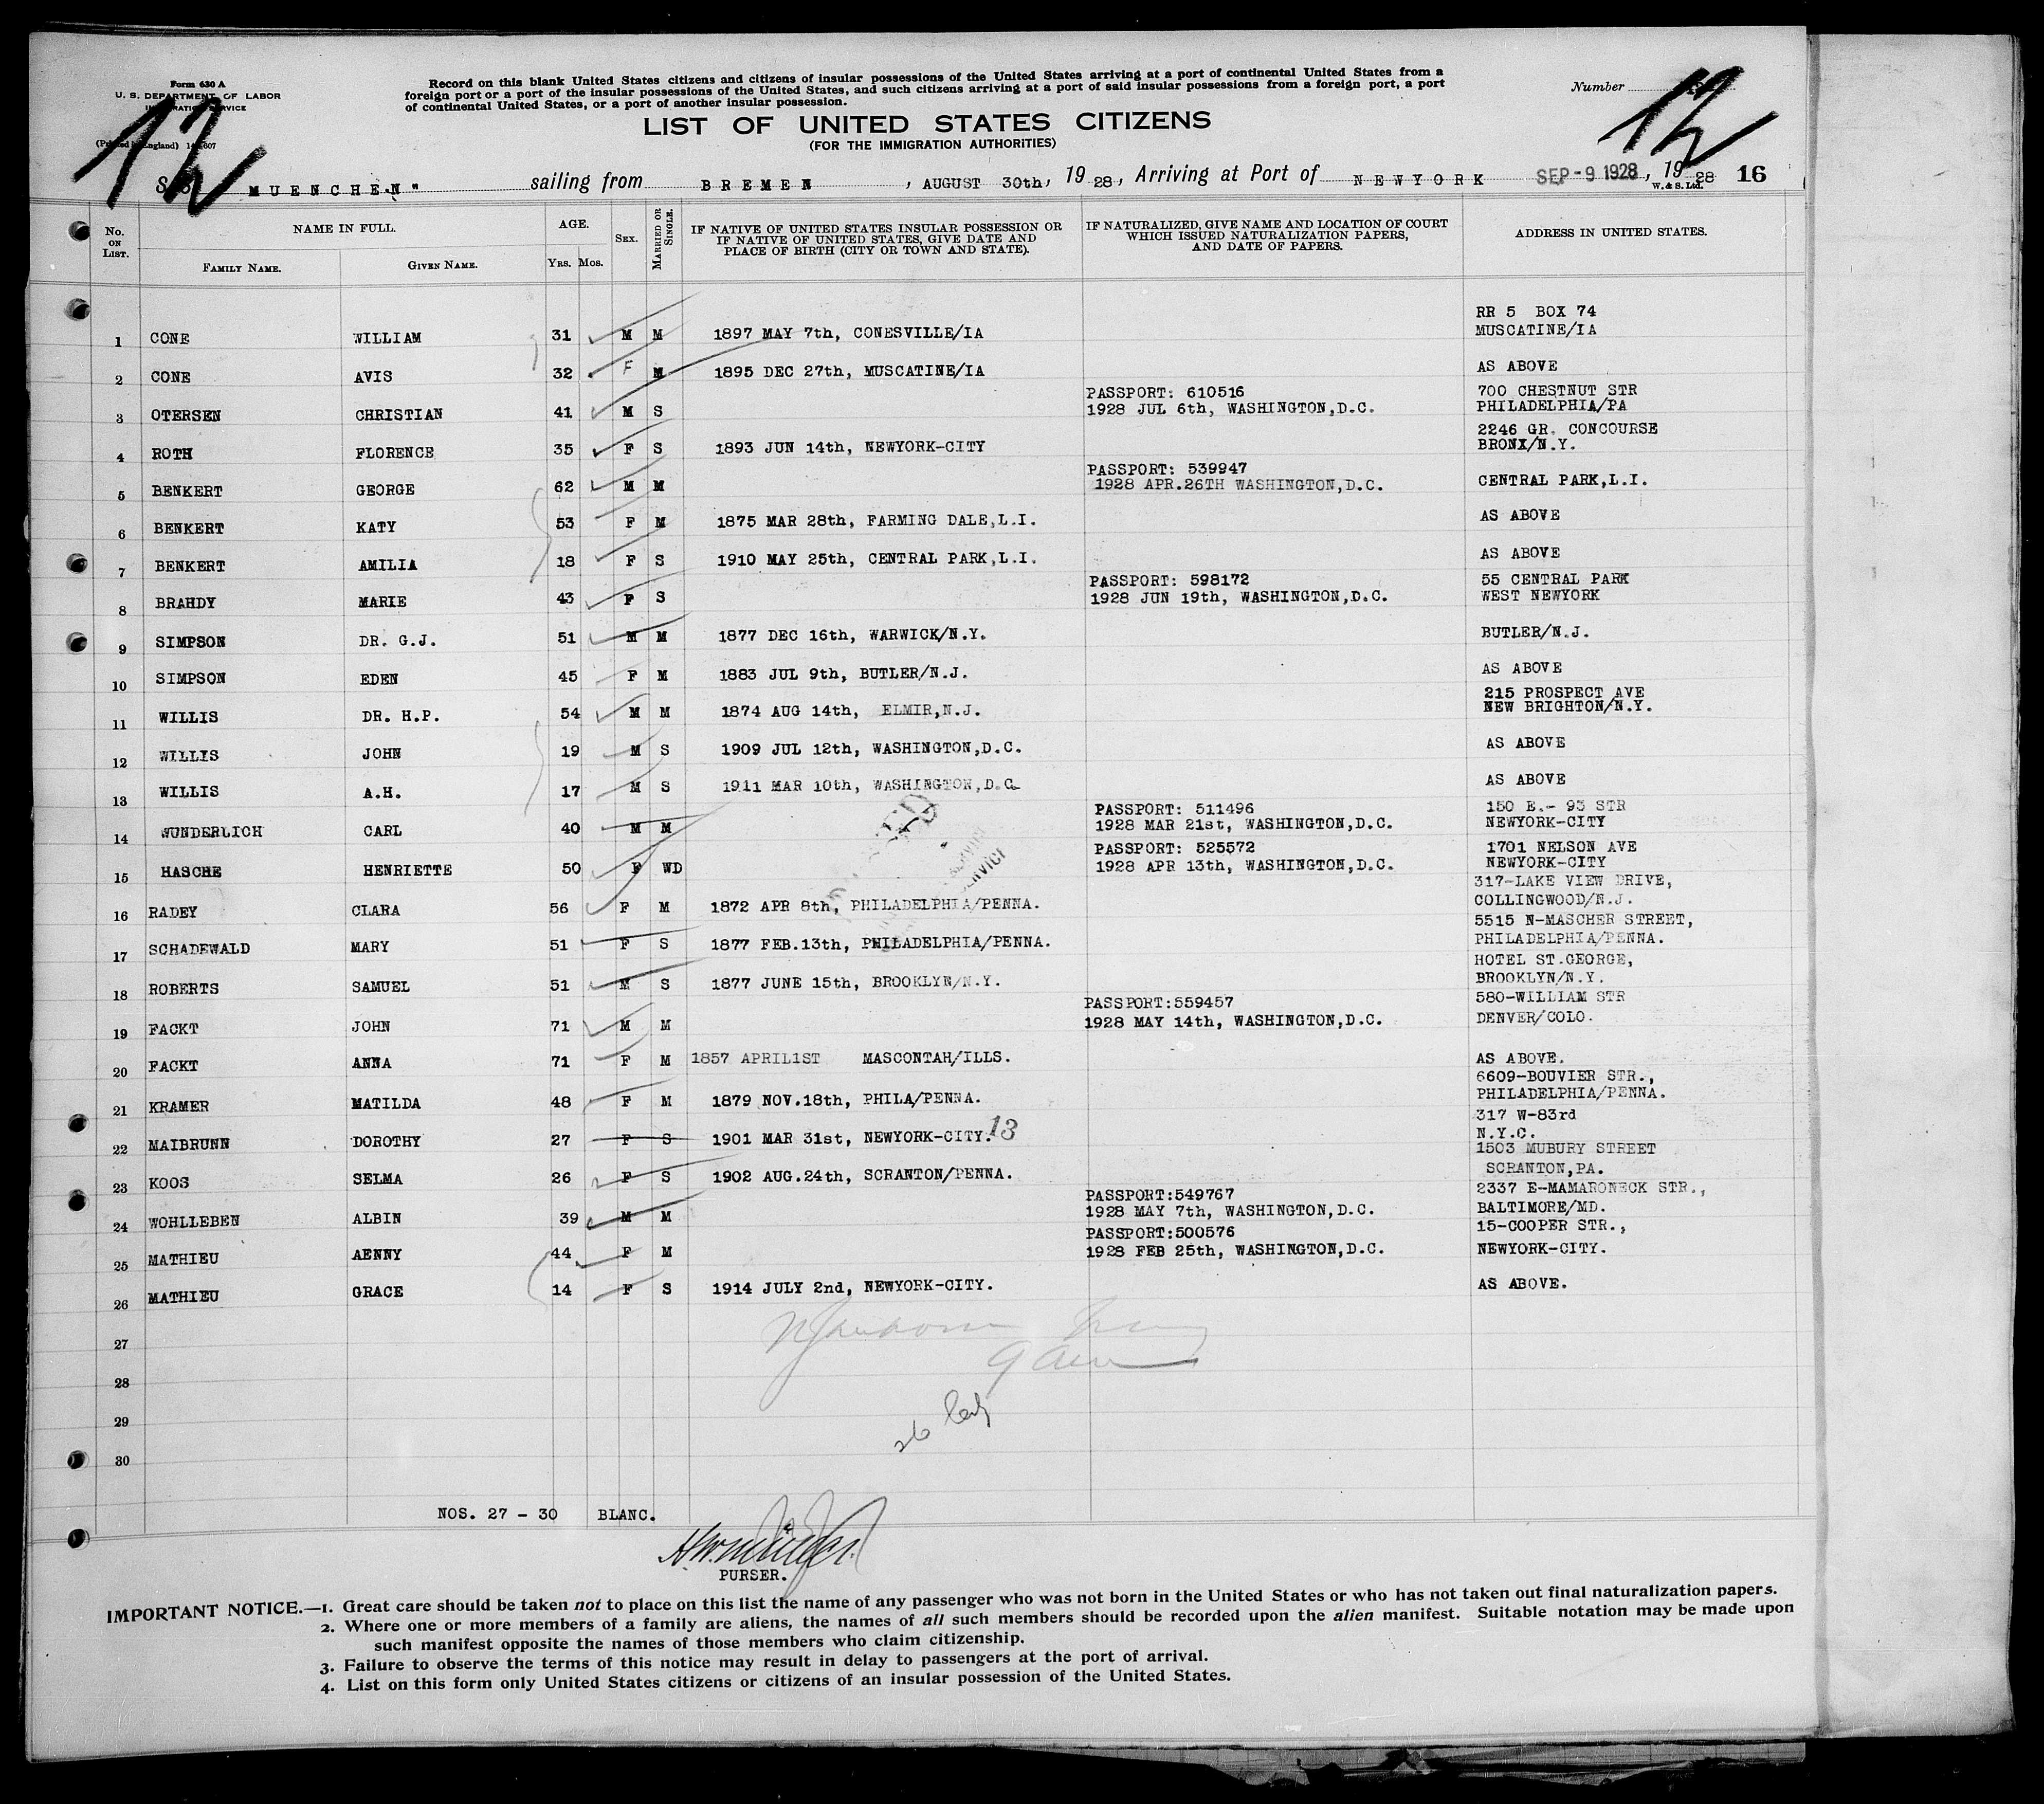 Form 630 A
U. S. DEPARTMENT OF LABOR
Record on this blank United States citizens and citizens of insular possessions of the United States arriving at a port of continental United States from a
foreign port or a port of the insular possessions of the United States, and such citizens arriving at a port of said insular possessions from a foreign port, a port
of continental United States, or a port of another insular possession.
Number
12
12
LIST OF UNITED STATES CITIZENS
(FOR THE IMMIGRATION AUTHORITIES)
MUENCHEN" sailing from BREMEN, AUGUST 30th, 19 28, Arriving at Port of NEWYORK SEP -9 1928, 19 28 16
W. & S. Ltd.
No. ON LIST.
NAME IN FULL.
FAMILY NAME.
GIVEN NAME.
AGE.
YRS. MOS.
SEX.
MARRIED OR SINGLE.
IF NATIVE OF UNITED STATES INSULAR POSSESSION OR
IF NATIVE OF UNITED STATES, GIVE DATE AND
PLACE OF BIRTH (CITY OR TOWN AND STATE).
IF NATURALIZED, GIVE NAME AND LOCATION OF COURT
WHICH ISSUED NATURALIZATION PAPERS,
AND DATE OF PAPERS.
ADDRESS IN UNITED STATES.
RR 5 BOX 74
1 CONE WILLIAM 31 M M 1897 MAY 7th, CONESVILLE/IA MUSCATINE/IA
2 CONE AVIS 32 F M 1895 DEC 27th, MUSCATINE/IA AS ABOVE
PASSPORT: 610516 700 CHESTNUT STR
3 OTERSEN CHRISTIAN 41 M S 1928 JUL 6th, WASHINGTON,D.C. PHILADELPHIA/PA
2246 GR. CONCOURSE
4 ROTH FLORENCE 35 F S 1893 JUN 14th, NEWYORK-CITY BRONX/N.Y.
PASSPORT: 539947
5 BENKERT GEORGE 62 M M 1928 APR.26TH WASHINGTON,D.C. CENTRAL PARK,L.I.
6 BENKERT KATY 53 F M 1875 MAR 28th, FARMING DALE,L.I. AS ABOVE
7 BENKERT AMILIA 18 F S 1910 MAY 25th, CENTRAL PARK,L.I. AS ABOVE
PASSPORT: 598172 55 CENTRAL PARK
8 BRAHDY MARIE 43 F S 1928 JUN 19th, WASHINGTON,D.C. WEST NEWYORK
9 SIMPSON DR. G.J. 51 M M 1877 DEC 16th, WARWICK/N.Y. BUTLER/N.J.
10 SIMPSON EDEN 45 F M 1883 JUL 9th, BUTLER/N.J. AS ABOVE
215 PROSPECT AVE
11 WILLIS DR. H.P. 54 M M 1874 AUG 14th, ELMIR,N.J. NEW BRIGHTON/N.Y.
12 WILLIS JOHN 19 M S 1909 JUL 12th, WASHINGTON,D.C. AS ABOVE
13 WILLIS A.H. 17 M S 1911 MAR 10th, WASHINGTON,D.C. AS ABOVE
PASSPORT: 511496 150 E.- 93 STR
14 WUNDERLICH CARL 40 M M 1928 MAR 21st, WASHINGTON,D.C. NEWYORK-CITY
PASSPORT: 525572 1701 NELSON AVE
15 HASCHE HENRIETTE 50 F WD 1928 APR 13th, WASHINGTON,D.C. NEWYORK-CITY
317-LAKE VIEW DRIVE,
16 RADEY CLARA 56 F M 1872 APR 8th, PHILADELPHIA/PENNA. COLLINGWOOD/N.J.
5515 N-MASCHER STREET,
17 SCHADEWALD MARY 51 F S 1877 FEB.13th, PHILADELPHIA/PENNA. PHILADELPHIA/PENNA.
HOTEL ST.GEORGE,
18 ROBERTS SAMUEL 51 M S 1877 JUNE 15th, BROOKLYN/N.Y. BROOKLYN/N.Y.
PASSPORT:559457 580-WILLIAM STR
19 FACKT JOHN 71 M M 1928 MAY 14th, WASHINGTON,D.C. DENVER/COLO.
20 FACKT ANNA 71 F M 1857 APRIL1ST MASCONTAH/ILLS. AS ABOVE.
6609-BOUVIER STR.,
21 KRAMER MATILDA 48 F M 1879 NOV.18th, PHILA/PENNA. PHILADELPHIA/PENNA.
317 W-83rd
22 MAIBRUNN DOROTHY 27 F S 1901 MAR 31st, NEWYORK-CITY. 13 N.Y.C.
1503 MUBURY STREET
23 KOOS SELMA 26 F S 1902 AUG.24th, SCRANTON/PENNA. SCRANTON,PA.
PASSPORT:549767 2337 E-MAMARONECK STR.,
24 WOHLLEBEN ALBIN 39 M M 1928 MAY 7th, WASHINGTON,D.C. BALTIMORE/MD.
PASSPORT:500576 15-COOPER STR.,
25 MATHIEU AENNY 44 F M 1928 FEB 25th, WASHINGTON,D.C. NEWYORK-CITY.
26 MATHIEU GRACE 14 F S 1914 JULY 2nd, NEWYORK-CITY. AS ABOVE.
27
28
29
30
NOS. 27 - 30 BLANC.
PURSER.
IMPORTANT NOTICE.—1. Great care should be taken not to place on this list the name of any passenger who was not born in the United States or who has not taken out final naturalization papers.
2. Where one or more members of a family are aliens, the names of all such members should be recorded upon the alien manifest. Suitable notation may be made upon
such manifest opposite the names of those members who claim citizenship.
3. Failure to observe the terms of this notice may result in delay to passengers at the port of arrival.
4. List on this form only United States citizens or citizens of an insular possession of the United States.